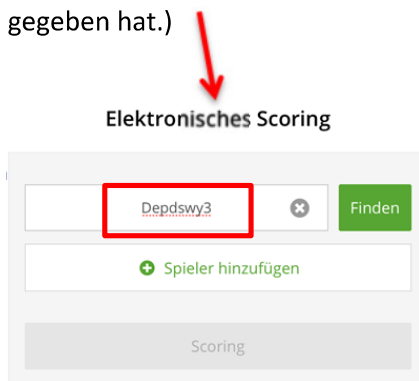 gegeben hat.)
Elektronisches Scoring
Depdswy3
Finden
Spieler hinzufügen
Scoring